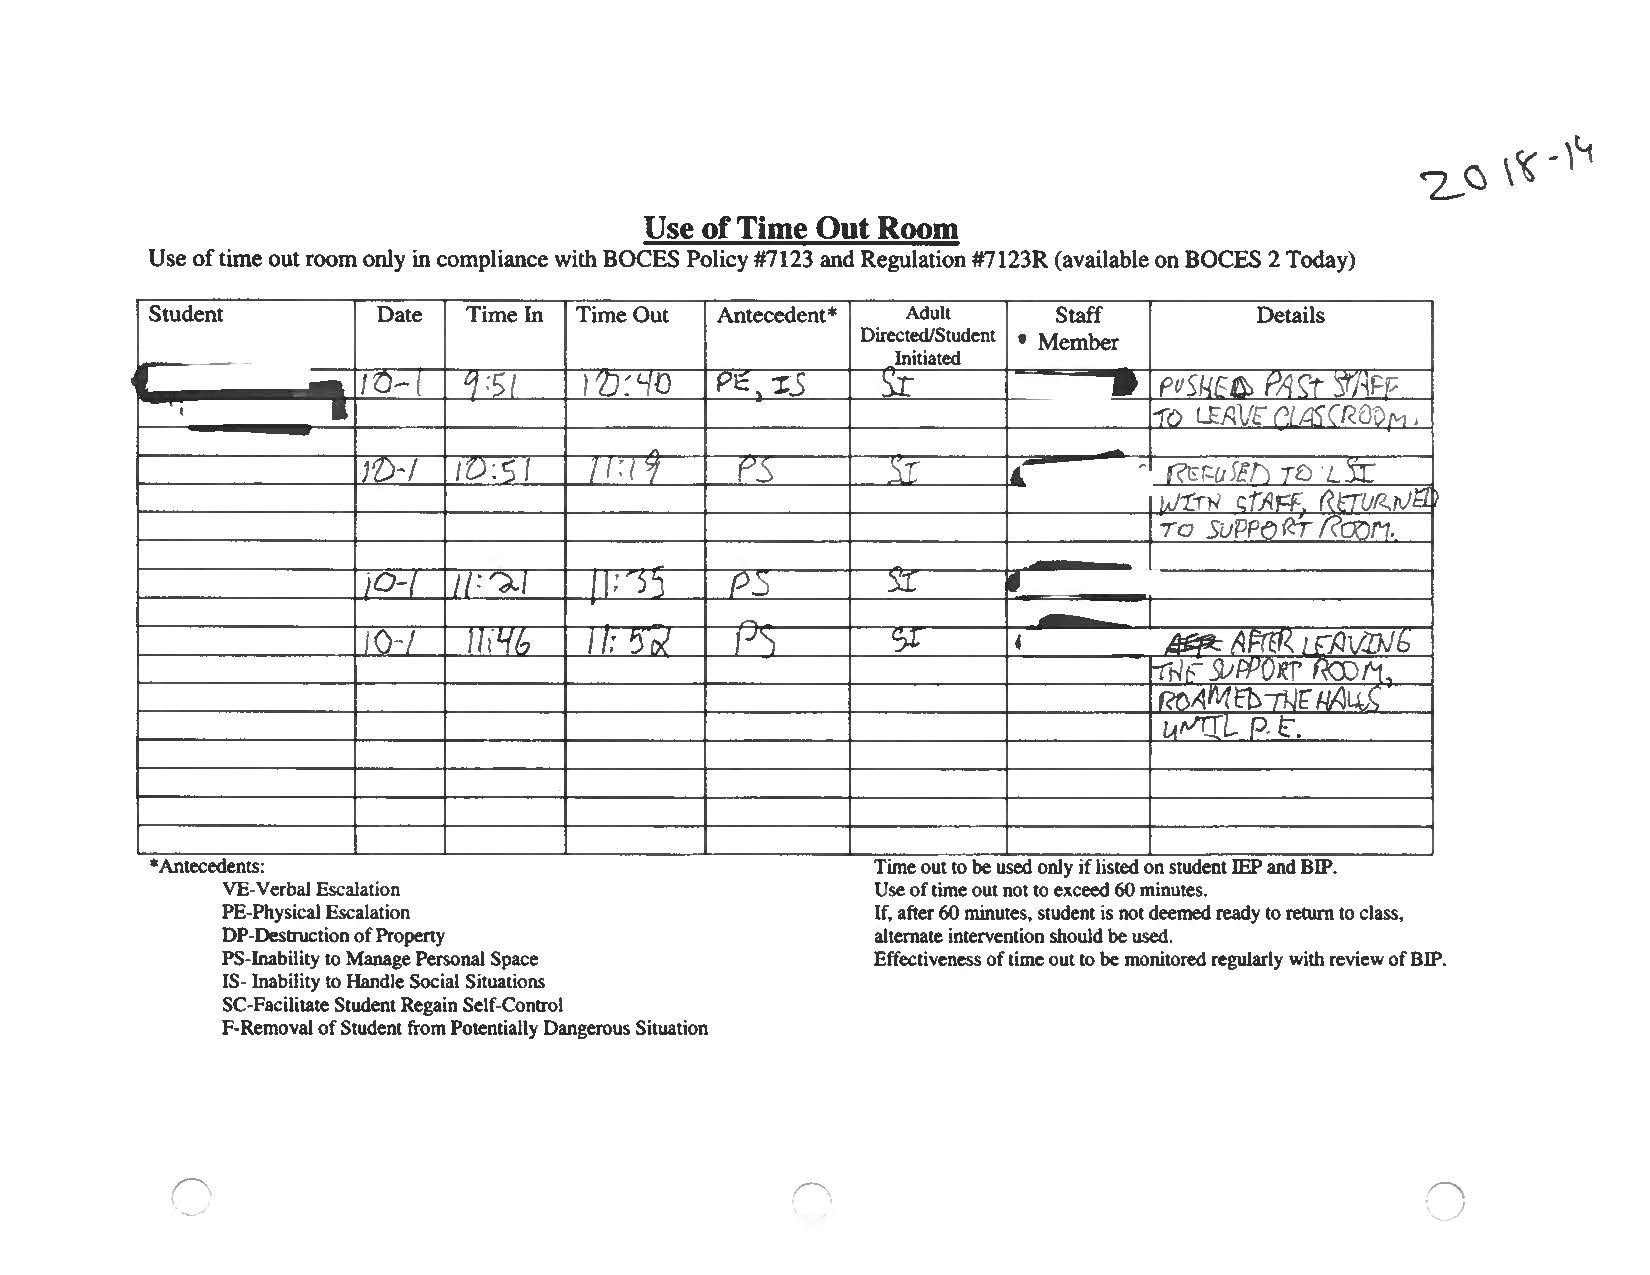 2018-19
Use of Time Out Room
Use of time out room only in compliance with BOCES Policy #7123 and Regulation #7123R (available on BOCES 2 Today)
Student Date Time In Time Out Antecedent* Adult Directed/Student Initiated Staff Member Details
10-1 9:51 10:40 PE, IS SI PUSHED PAST STAFF
TO LEAVE CLASSROOM.
10-1 10:51 11:19 PS SI REFUSED TO LSI
WITH STAFF, RETURNED
TO SUPPORT ROOM.
10-1 11:21 11:35 PS SI
10-1 11:46 11:52 PS SI AFTER LEAVING
THE SUPPORT ROOM,
ROAMED THE HALLS
UNTIL P.E.
*Antecedents:
VE-Verbal Escalation
PE-Physical Escalation
DP-Destruction of Property
PS-Inability to Manage Personal Space
IS- Inability to Handle Social Situations
SC-Facilitate Student Regain Self-Control
F-Removal of Student from Potentially Dangerous Situation
Time out to be used only if listed on student IEP and BIP.
Use of time out not to exceed 60 minutes.
If, after 60 minutes, student is not deemed ready to return to class,
alternate intervention should be used.
Effectiveness of time out to be monitored regularly with review of BIP.